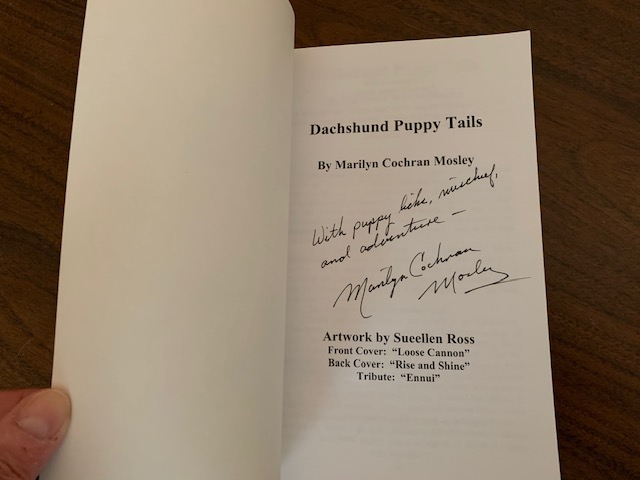 Dachshund Puppy Tails
By Marilyn Cochran Mosley
With puppy licks, mischief,
and adventure —
Marilyn Cochran
Mosley
Artwork by Sueellen Ross
Front Cover: “Loose Cannon”
Back Cover: “Rise and Shine”
Tribute: “Ennui”